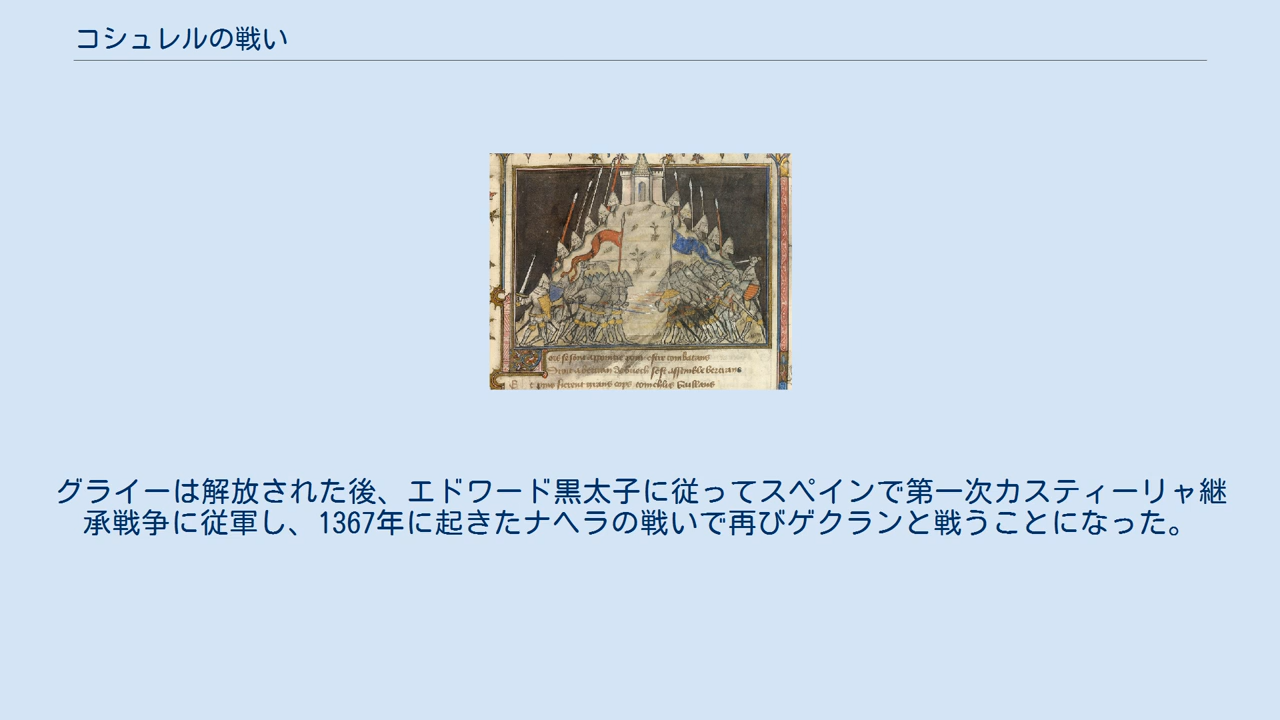 コシュレルの戦い
グライーは解放された後、エドワード黒太子に従ってスペインで第一次カスティーリャ継
承戦争に従軍し、1367年に起きたナヘラの戦いで再びゲクランと戦うことになった。